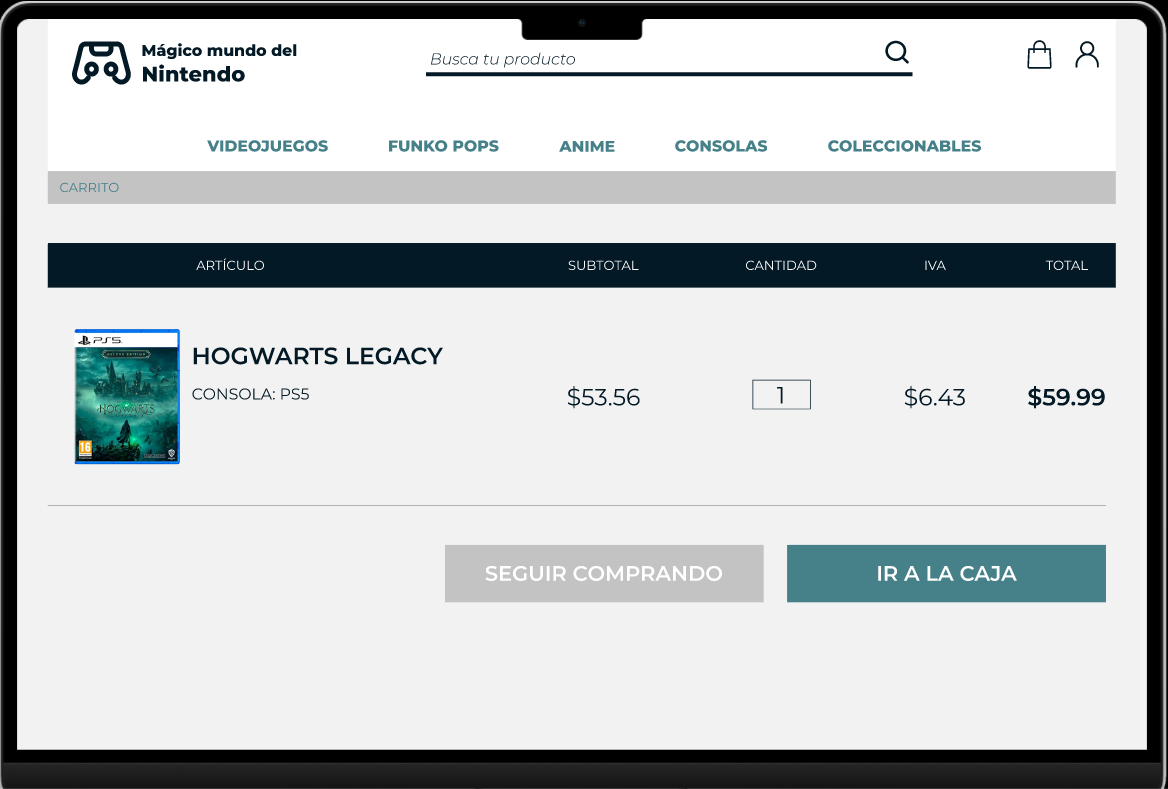 Mágico mundo del
Nintendo
Busca tu producto
VIDEOJUEGOS FUNKO POPS ANIME CONSOLAS COLECCIONABLES
CARRITO
ARTÍCULO SUBTOTAL CANTIDAD IVA TOTAL
PS5
DELUXE EDITION
HOGWARTS
16
HOGWARTS LEGACY
CONSOLA: PS5
$53.56 1 $6.43 $59.99
SEGUIR COMPRANDO IR A LA CAJA